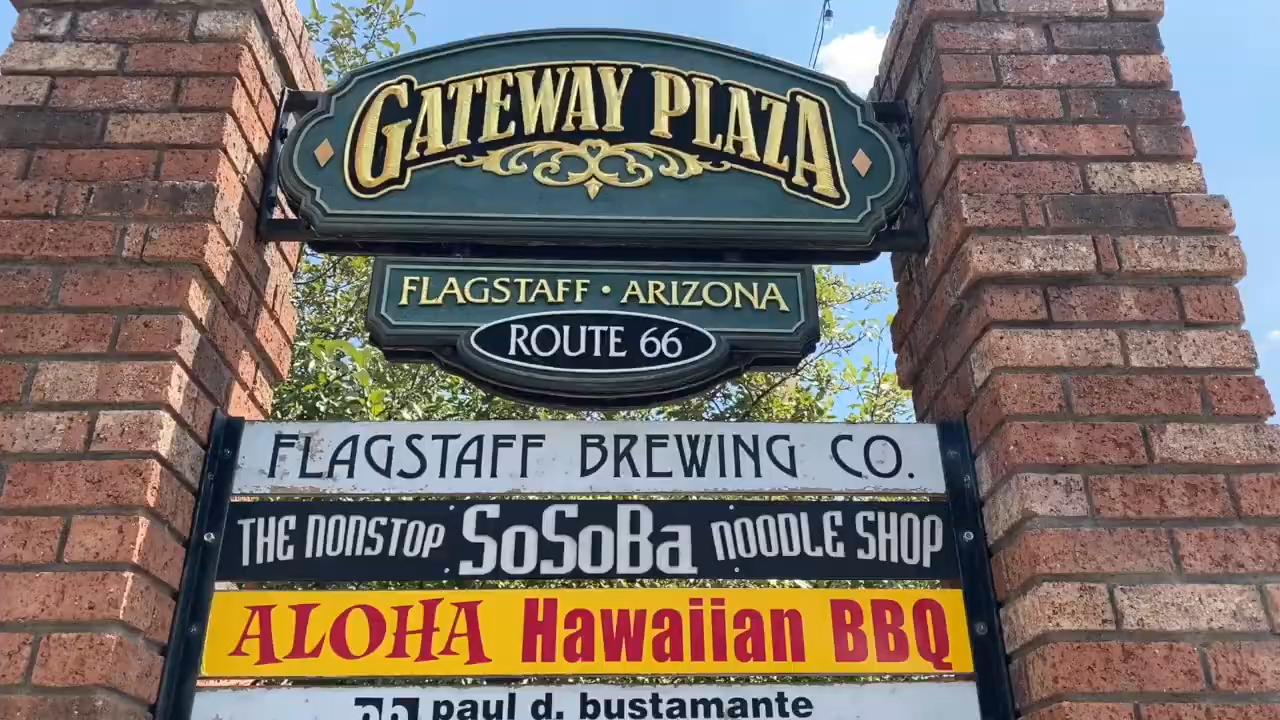 GATEWAY PLAZA
FLAGSTAFF • ARIZONA
ROUTE 66
FLAGSTAFF BREWING CO.
THE NONSTOP SoSoBa NOODLE SHOP
ALOHA Hawaiian BBQ
paul d. bustamante